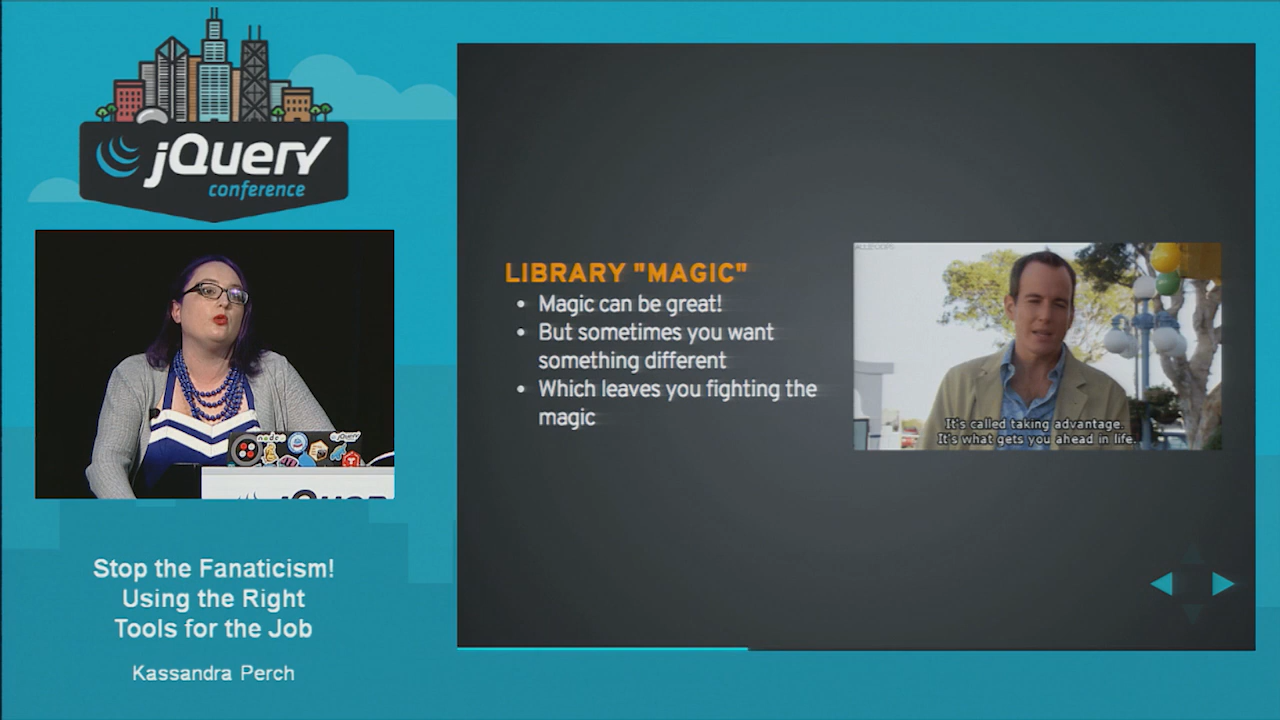 jQuery
conference
Stop the Fanaticism!
Using the Right
Tools for the Job
Kassandra Perch
LIBRARY "MAGIC"
• Magic can be great!
• But sometimes you want
something different
• Which leaves you fighting the
magic
It's called taking advantage.
It's what gets you ahead in life.
node
jQuery